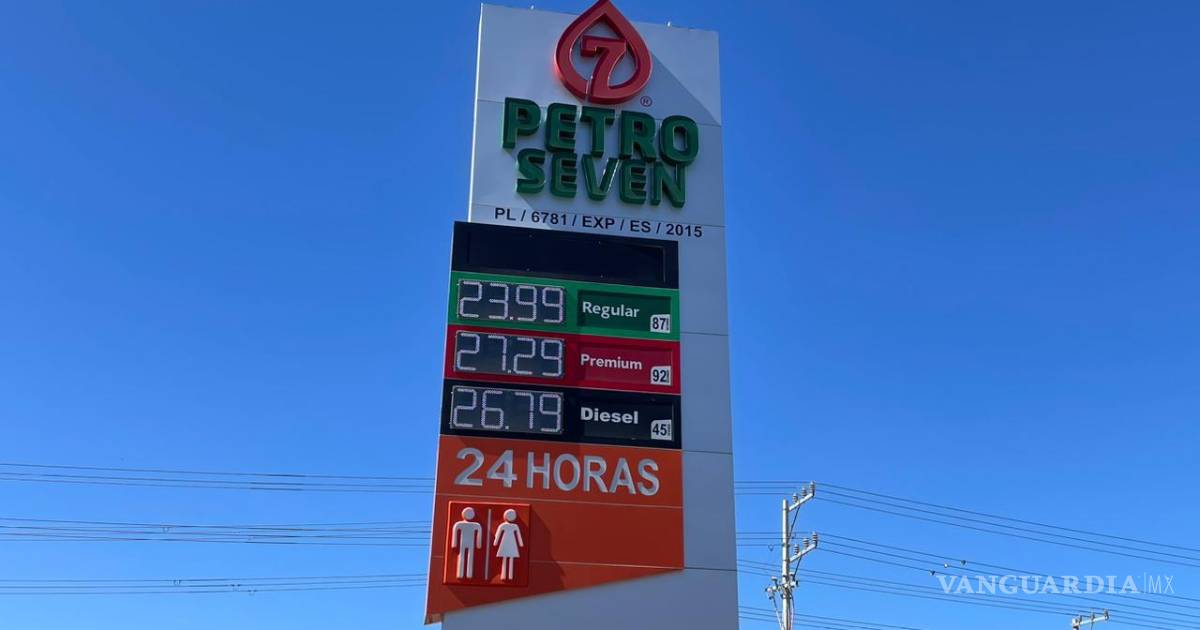 7
®
PETRO
SEVEN
PL / 6781 / EXP / ES / 2015
23.99 Regular 87
27.29 Premium 92
26.79 Diesel 45
24 HORAS
VANGUARDIA|MX